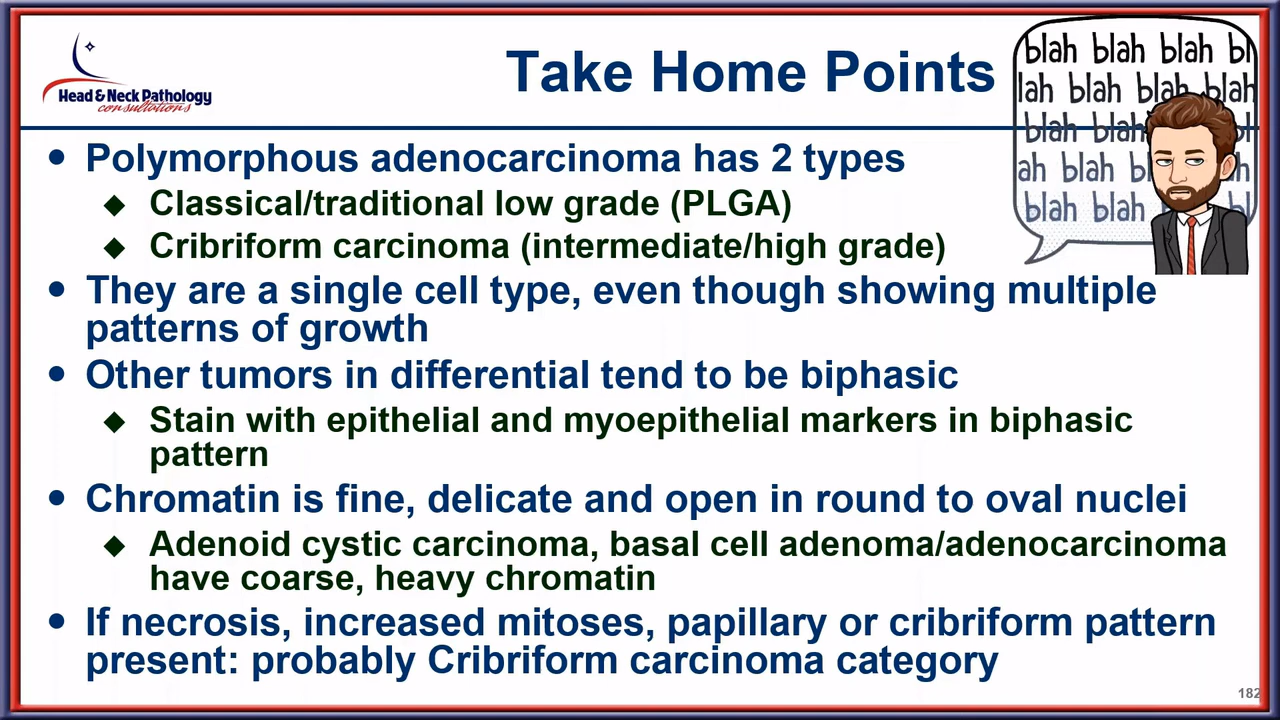 Head & Neck Pathology
consultations
Take Home Points
blah blah blah bl
lah blah blah blah
blah blah
ah blah bl h
blah blah bl
• Polymorphous adenocarcinoma has 2 types
◆ Classical/traditional low grade (PLGA)
◆ Cribriform carcinoma (intermediate/high grade)
• They are a single cell type, even though showing multiple
patterns of growth
• Other tumors in differential tend to be biphasic
◆ Stain with epithelial and myoepithelial markers in biphasic
pattern
• Chromatin is fine, delicate and open in round to oval nuclei
◆ Adenoid cystic carcinoma, basal cell adenoma/adenocarcinoma
have coarse, heavy chromatin
• If necrosis, increased mitoses, papillary or cribriform pattern
present: probably Cribriform carcinoma category
182